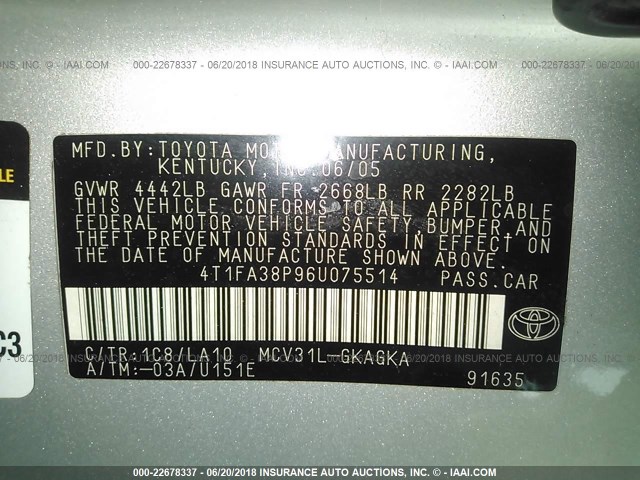 000-22678337 - 06/20/2018 INSURANCE AUTO AUCTIONS, INC. © - IAAI.COM
MFD.BY:TOYOTA MOTOR MANUFACTURING,
KENTUCKY, INC. 06/05
GVWR 4442LB GAWR FR 2668LB RR 2282LB
THIS VEHICLE CONFORMS TO ALL APPLICABLE
FEDERAL MOTOR VEHICLE SAFETY BUMPER,AND
THEFT PREVENTION STANDARDS IN EFFECT ON
THE DATE OF MANUFACTURE SHOWN ABOVE.
4T1FA38P96U075514 PASS.CAR
C/TR:1C8/LA10 MCV31L-GKAGKA
A/TM:-03A/U151E
91635
C3
000-22678337 - 06/20/2018 INSURANCE AUTO AUCTIONS, INC. © - IAAI.COM